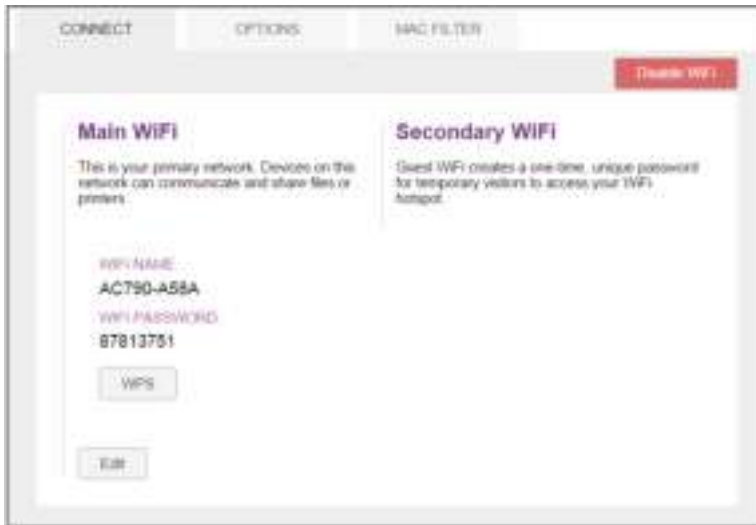 CONNECT
OPTIONS
MAC FILTER
Disable WiFi
Main WiFi
This is your primary network. Devices on this
network can communicate and share files or
printers.
Secondary WiFi
Guest WiFi creates a one-time, unique password
for temporary visitors to access your WiFi
hotspot.
WIFI NAME
AC790-A58A
WIFI PASSWORD
87813751
WPS
Edit